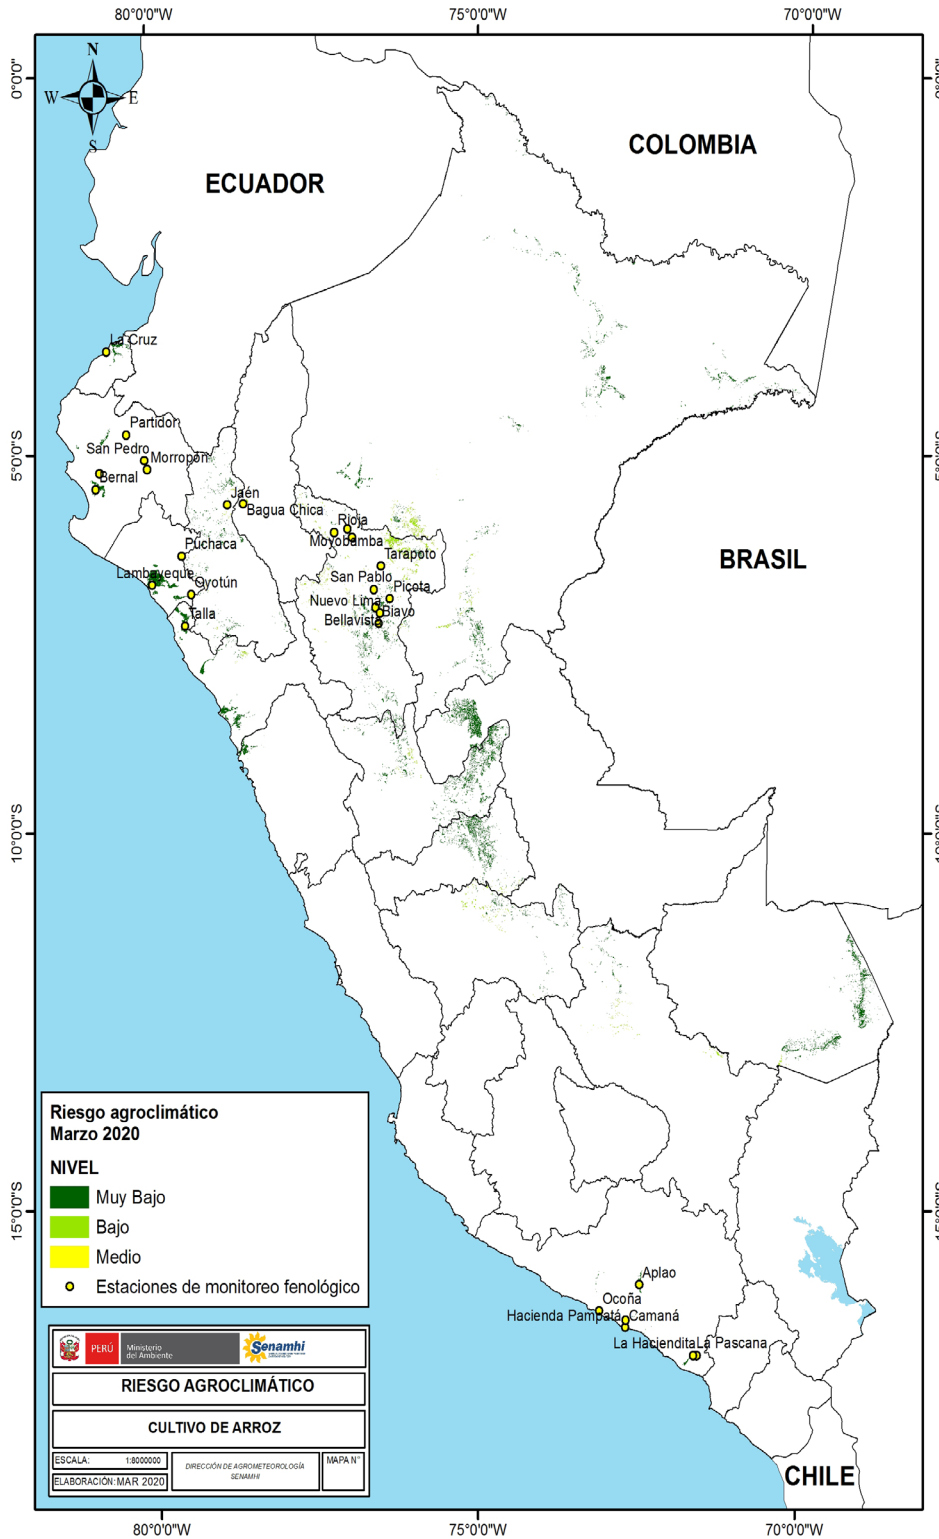 80°0'0"W
75°0'0"W
70°0'0"W
0°0'0"
0°0'0"
N
W
E
S
COLOMBIA
ECUADOR
La Cruz
Partidor
San Pedro
Morropón
Bernal
5°0'0"S
Jaén
Bagua Chica
Rioja
Moyobamba
Puchaca
Tarapoto
BRASIL
Lambayeque
Oyotún
San Pablo
Picota
Nuevo Lima
Biavo
Talla
Bellavista
10°0'0"S
15°0'0"S
Riesgo agroclimático
Marzo 2020
NIVEL
Muy Bajo
Bajo
Medio
Estaciones de monitoreo fenológico
Aplao
Ocoña
Hacienda Pampatá
Camaná
La Haciendita
La Pascana
PERÚ
Ministerio
del Ambiente
Senamhi
RIESGO AGROCLIMÁTICO
CULTIVO DE ARROZ
ESCALA: 1:8000000
DIRECCIÓN DE AGROMETEOROLOGÍA
SENAMHI
MAPA N°
ELABORACIÓN: MAR 2020
CHILE
80°0'0"W
75°0'0"W
70°0'0"W